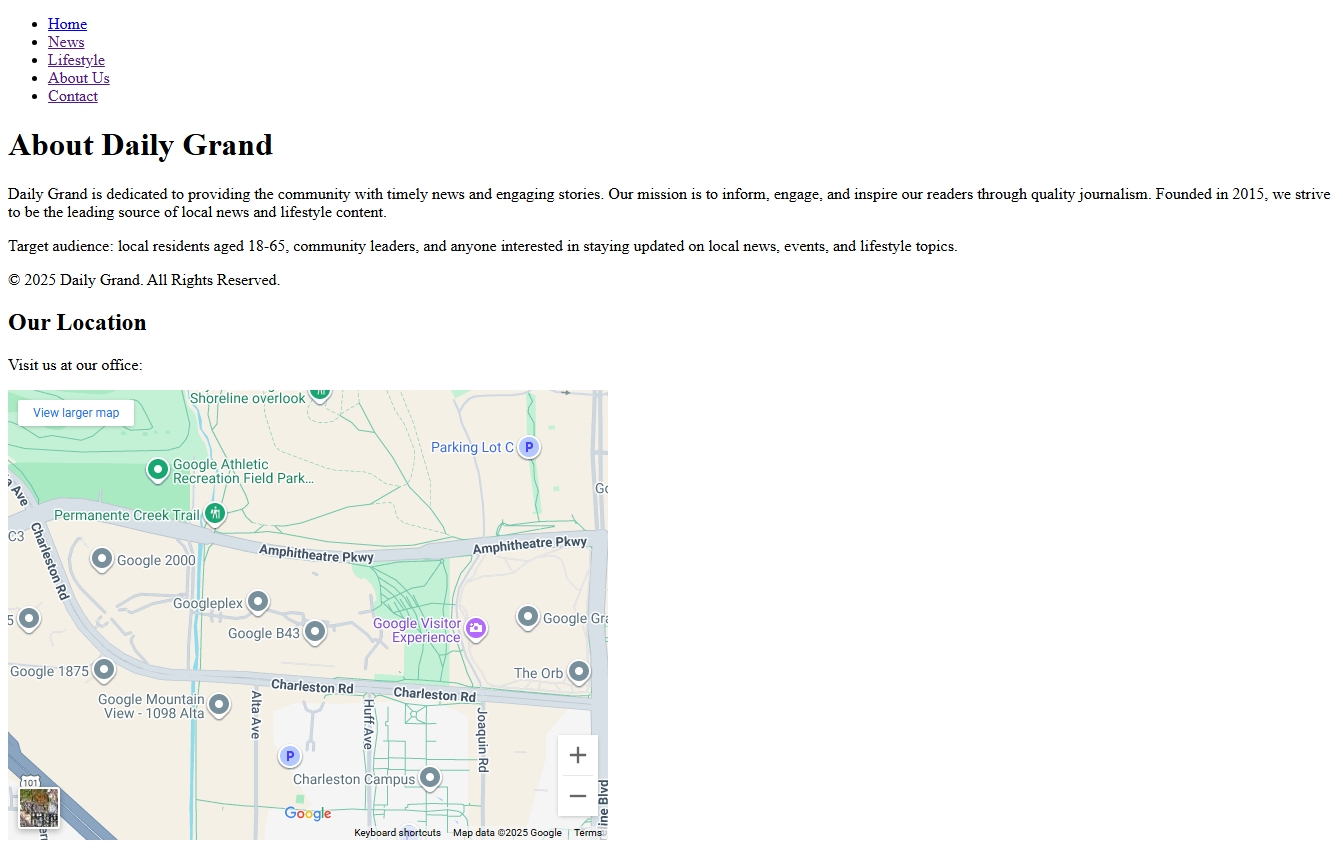 Home
News
Lifestyle
About Us
Contact
About Daily Grand
Daily Grand is dedicated to providing the community with timely news and engaging stories. Our mission is to inform, engage, and inspire our readers through quality journalism. Founded in 2015, we strive
to be the leading source of local news and lifestyle content.
Target audience: local residents aged 18-65, community leaders, and anyone interested in staying updated on local news, events, and lifestyle topics.
© 2025 Daily Grand. All Rights Reserved.
Our Location
Visit us at our office:
Shoreline overlook
View larger map
Parking Lot C P
Google Athletic
Recreation Field Park...
Permanente Creek Trail
C3
Charleston Rd
Amphitheatre Pkwy
Amphitheatre Pkwy
Google 2000
Googleplex
Google B43
Google Visitor
Experience
Google Gra
5
Google 1875
The Orb
Charleston Rd
Charleston Rd
Google Mountain
View - 1098 Alta
Alta Ave
Huff Ave
Joaquin Rd
P
Charleston Campus
101
Google
Keyboard shortcuts
Map data ©2025 Google
Terms